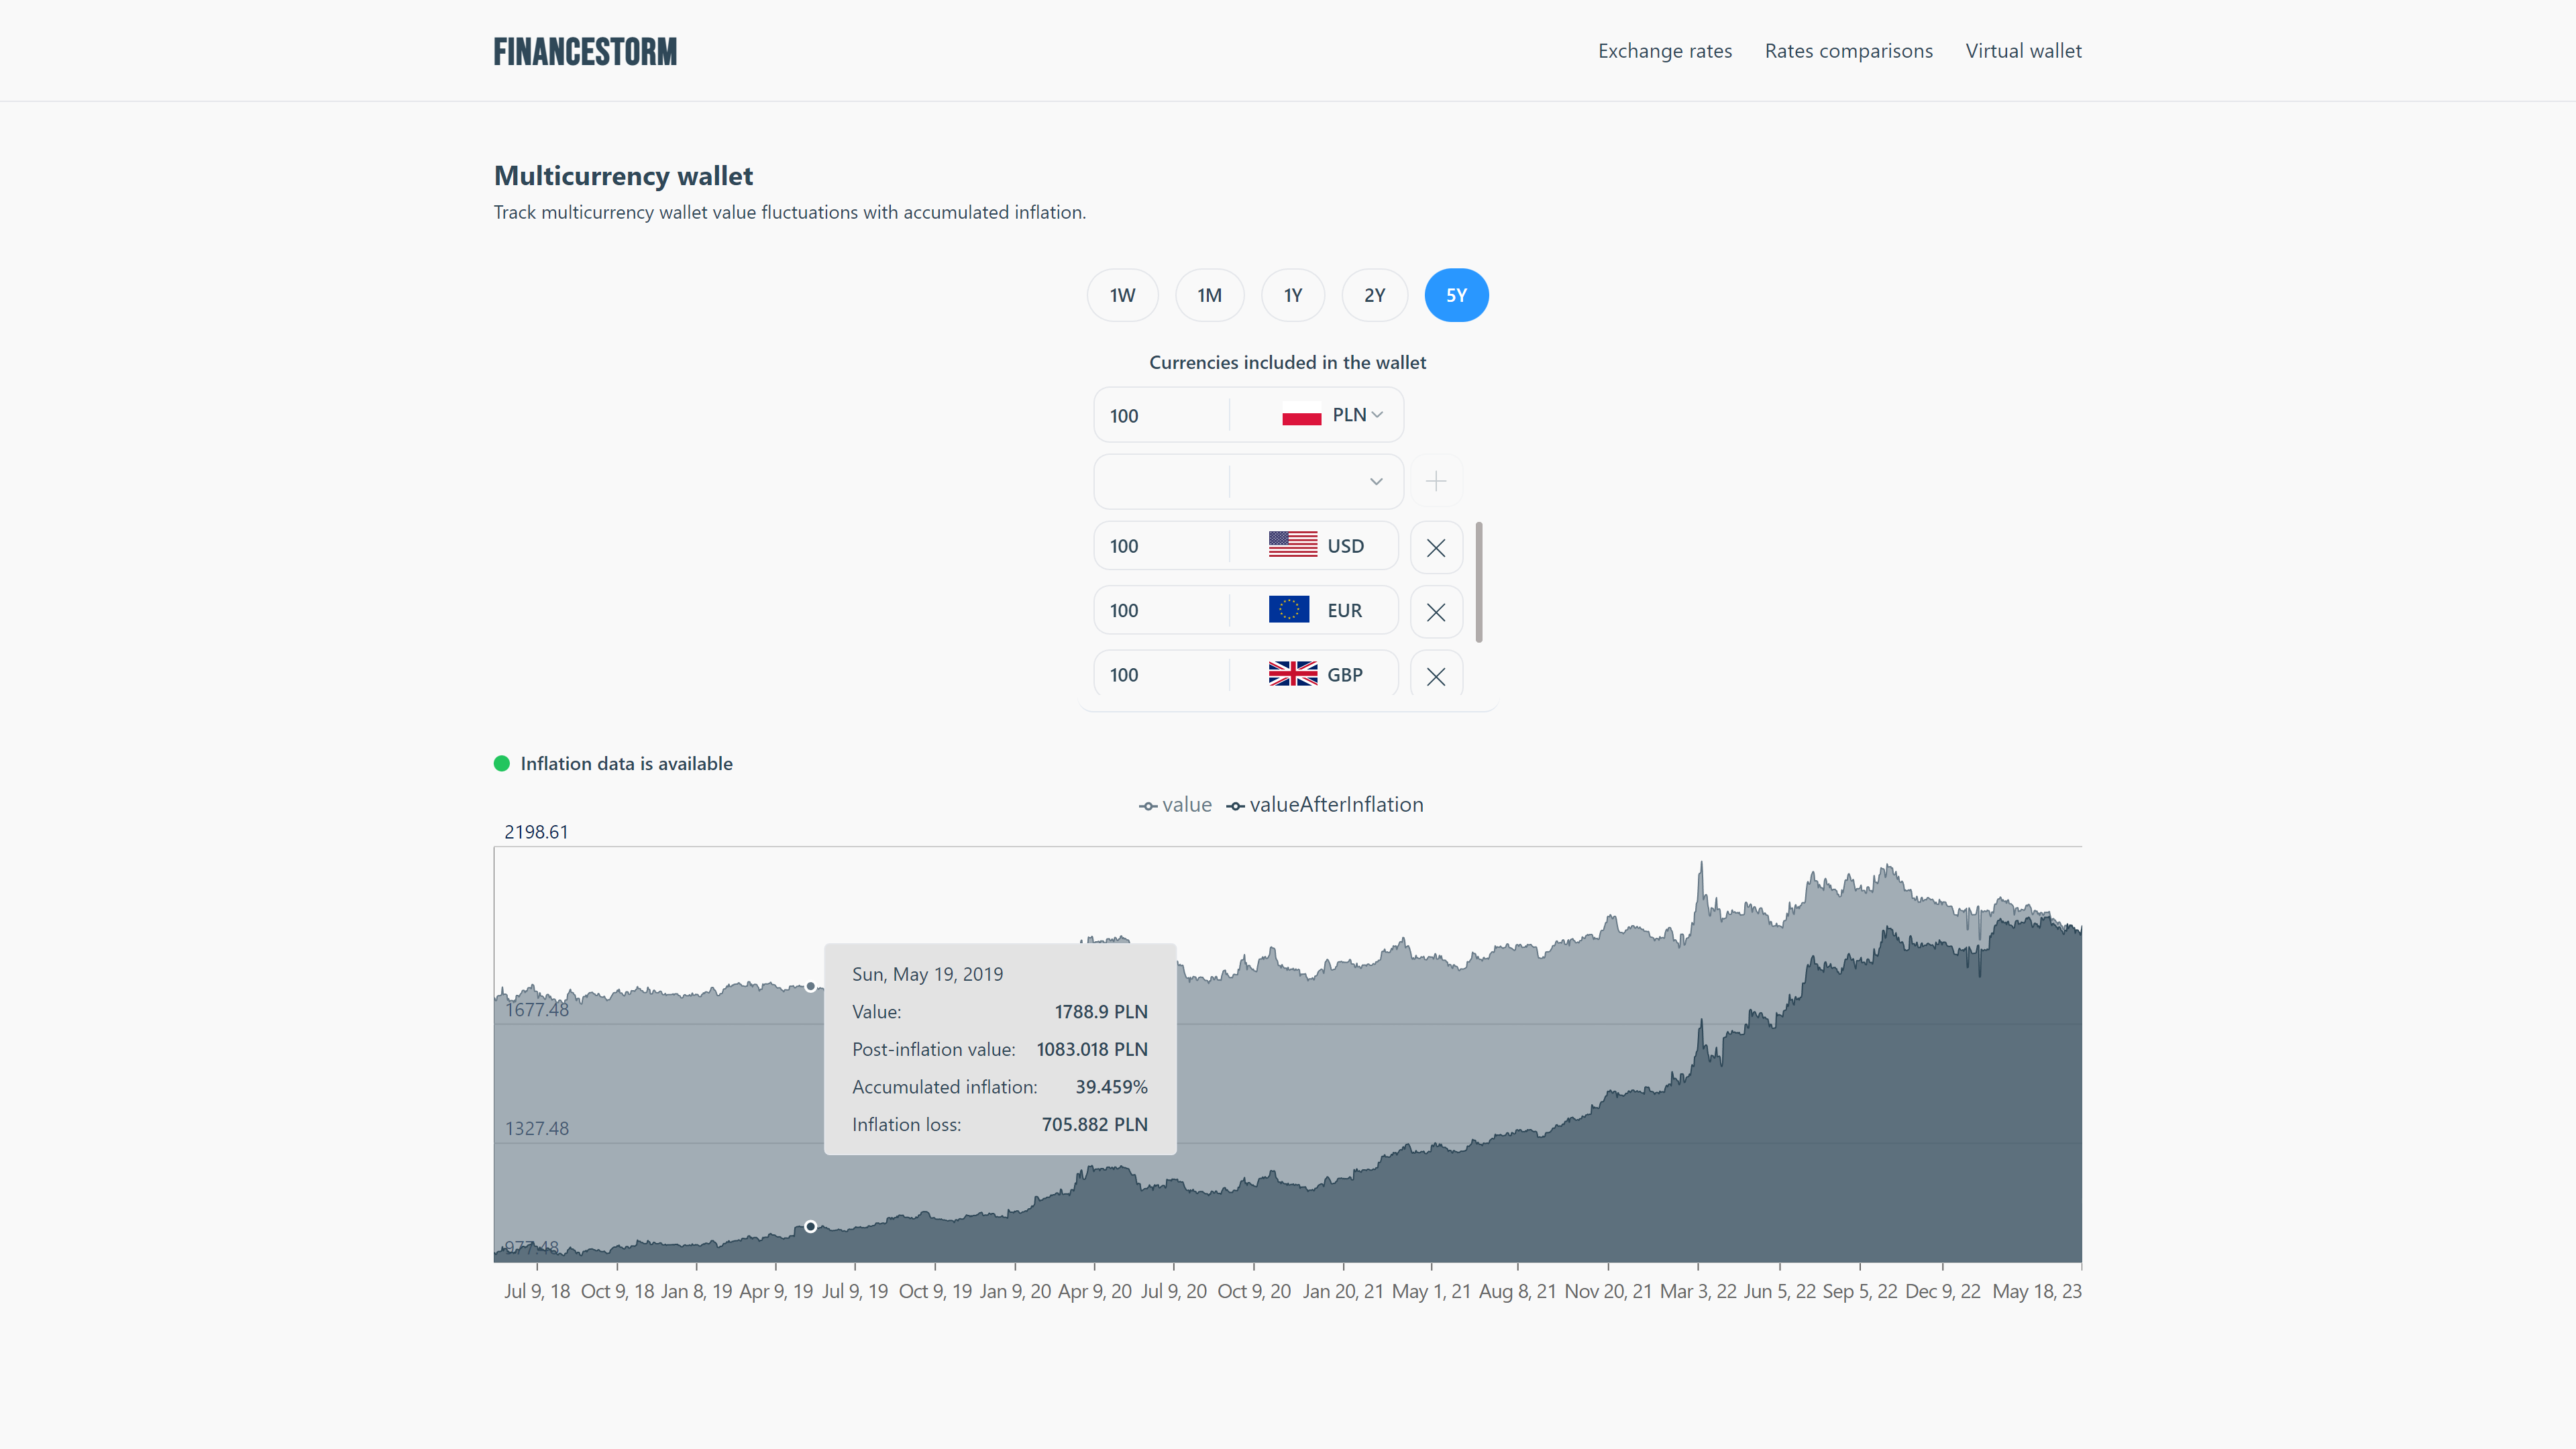 FINANCESTORM
Exchange rates Rates comparisons Virtual wallet
Multicurrency wallet
Track multicurrency wallet value fluctuations with accumulated inflation.
1W 1M 1Y 2Y 5Y
Currencies included in the wallet
100 PLN
100 USD
100 EUR
100 GBP
Inflation data is available
value valueAfterInflation
2198.61
Sun, May 19, 2019
1677.48
Value: 1788.9 PLN
Post-inflation value: 1083.018 PLN
Accumulated inflation: 39.459%
Inflation loss: 705.882 PLN
1327.48
977.48
Jul 9, 18 Oct 9, 18 Jan 8, 19 Apr 9, 19 Jul 9, 19 Oct 9, 19 Jan 9, 20 Apr 9, 20 Jul 9, 20 Oct 9, 20 Jan 20, 21 May 1, 21 Aug 8, 21 Nov 20, 21 Mar 3, 22 Jun 5, 22 Sep 5, 22 Dec 9, 22 May 18, 23